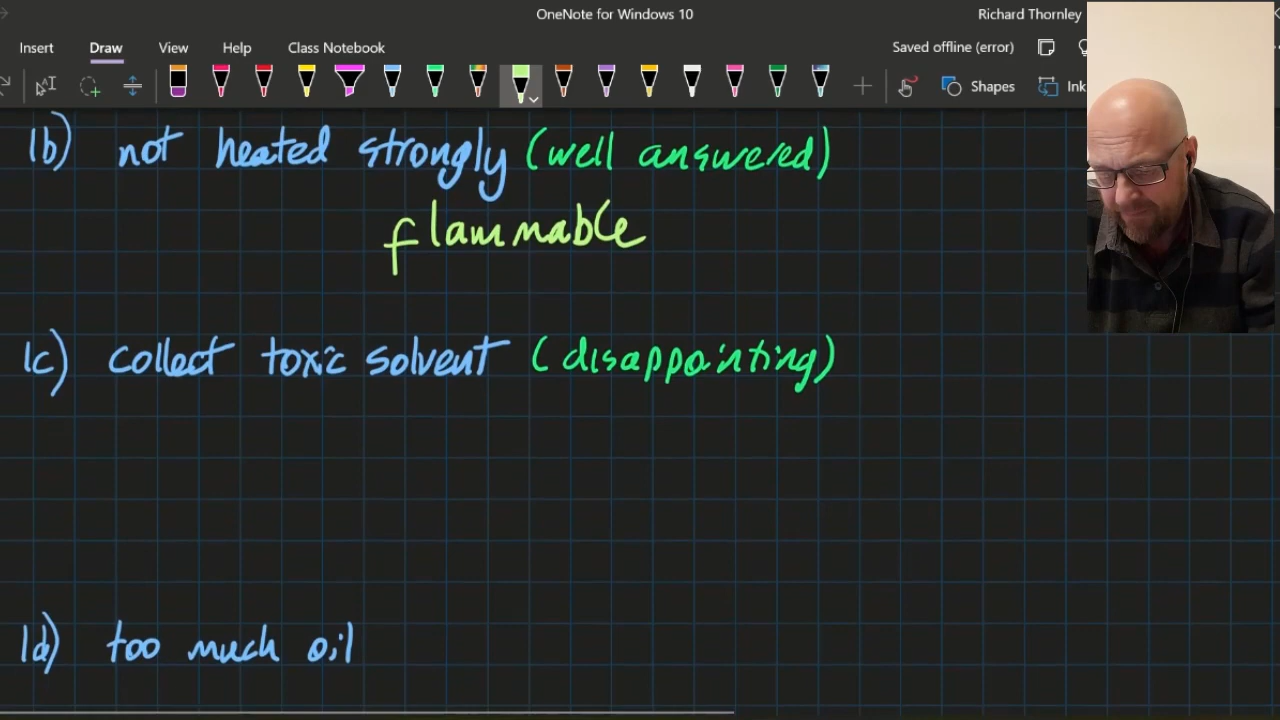 OneNote for Windows 10
Richard Thornley
Insert Draw View Help Class Notebook
Saved offline (error)
Shapes
Ink
1b) not heated strongly (well answered)
flammable
1c) collect toxic solvent (disappointing)
1d) too much oil